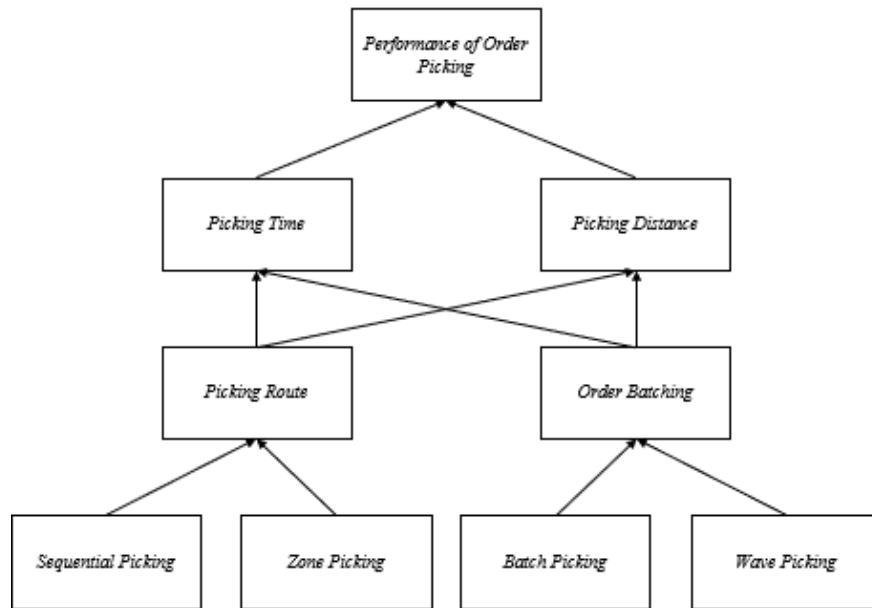 Performance of Order
Picking
Picking Time
Picking Distance
Picking Route
Order Batching
Sequential Picking
Zone Picking
Batch Picking
Wave Picking